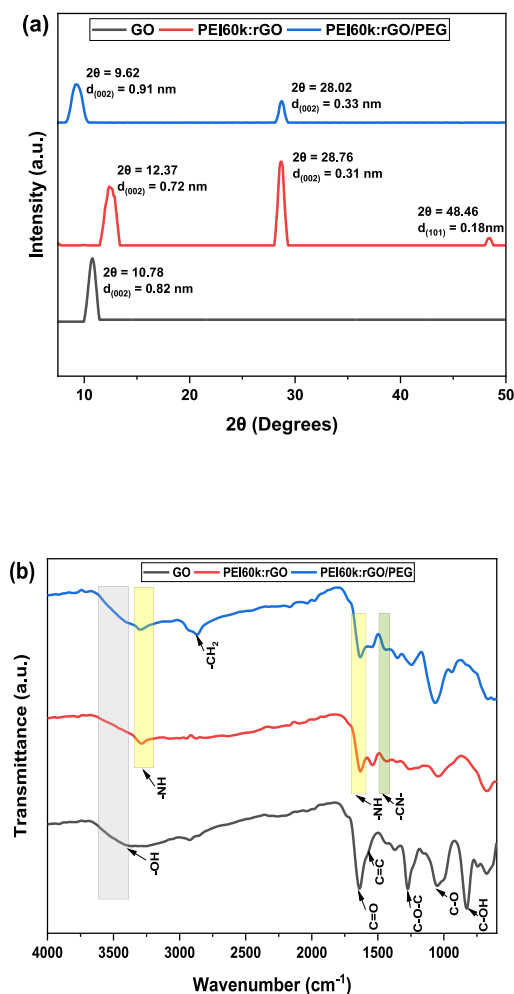 (a)
GO PEI60k:rGO PEI60k:rGO/PEG
2θ = 9.62
d(002) = 0.91 nm
28.02
d(002) = 0.33 nm
2θ = 12.37
d(002) = 0.72 nm
2θ = 28.76
d(002) = 0.31 nm
2θ = 48.46
d(101) = 0.18nm
2θ = 10.78
d(002) = 0.82 nm
Intensity (a.u.)
10 20 30 40 50
2θ (Degrees)
(b)
GO PEI60k:rGO PEI60k:rGO/PEG
-CH2
-NH
-OH
-NH
-CN-
C=O
C=C
C-O-C
C-O
C-OH
Transmittance (a.u.)
4000 3500 3000 2500 2000 1500 1000
Wavenumber (cm-1)